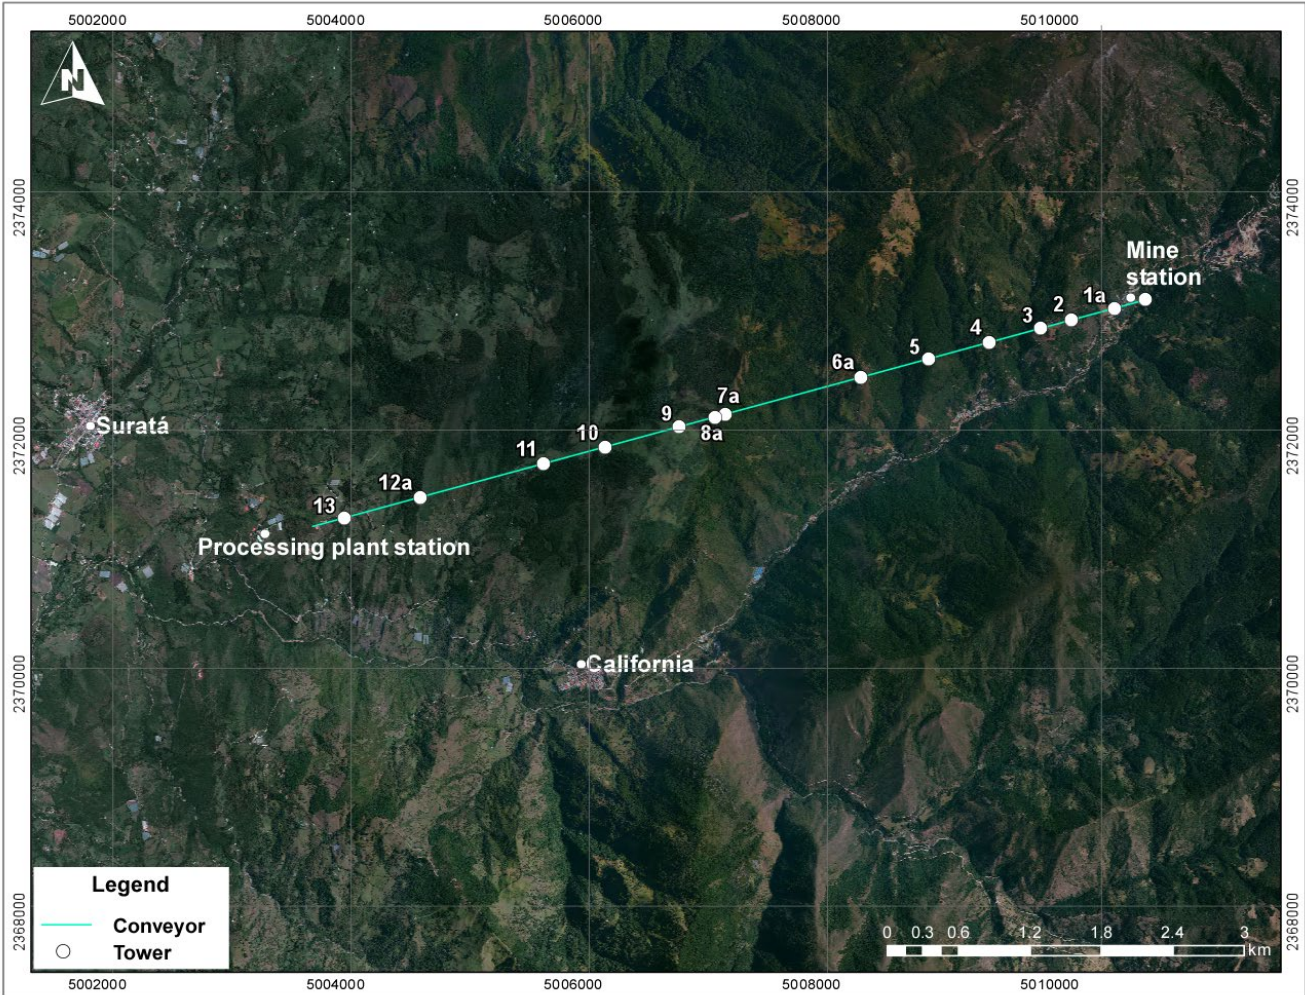 5002000 5004000 5006000 5008000 5010000
N
2374000 2374000
Mine
station
1a
2
3
4
5
6a
7a
8a
9
10
11
12a
13
2372000 2372000
Suratá
Processing plant station
California
2370000 2370000
Legend
Conveyor
Tower
2368000 2368000
0 0.3 0.6 1.2 1.8 2.4 3
km
5002000 5004000 5006000 5008000 5010000